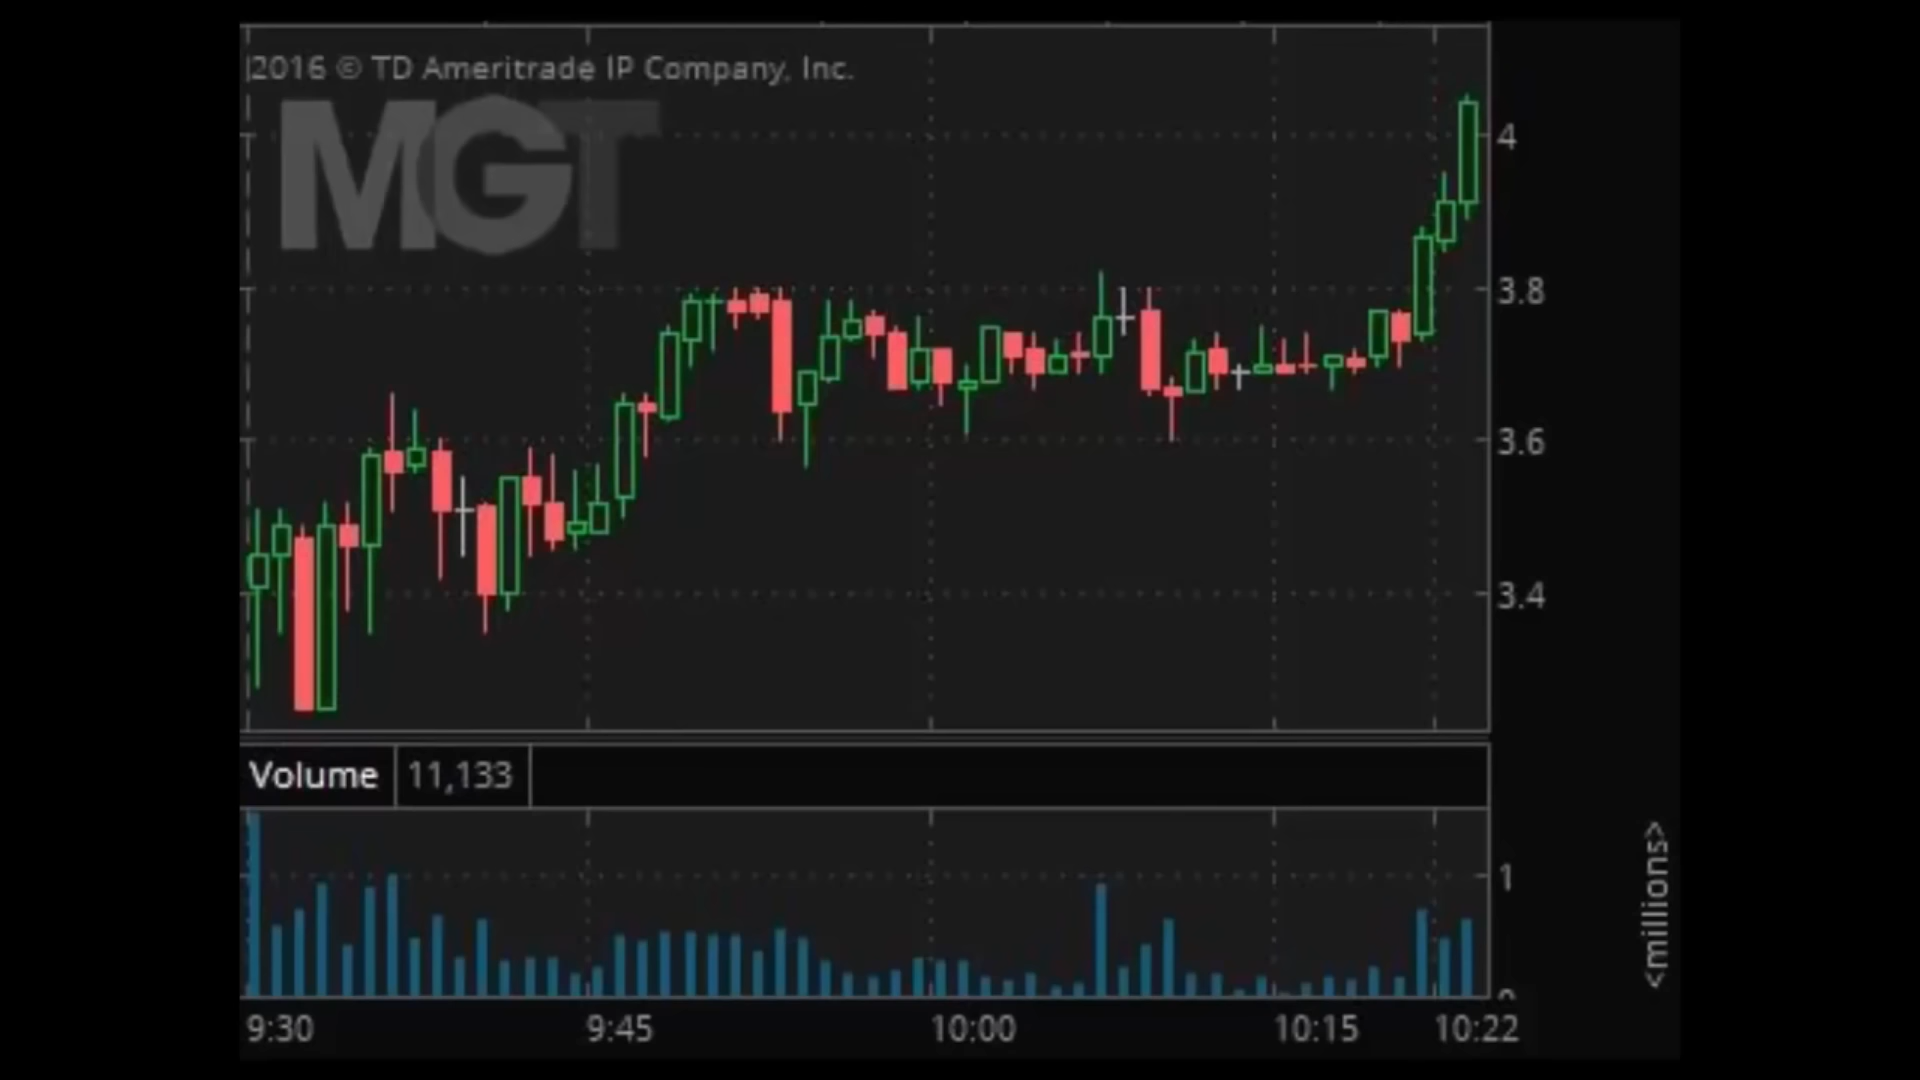 2016 © TD Ameritrade IP Company, Inc.
MGT
4
3.8
3.6
3.4
Volume 11,133
1
0
<millions>
9:30 9:45 10:00 10:15 10:22